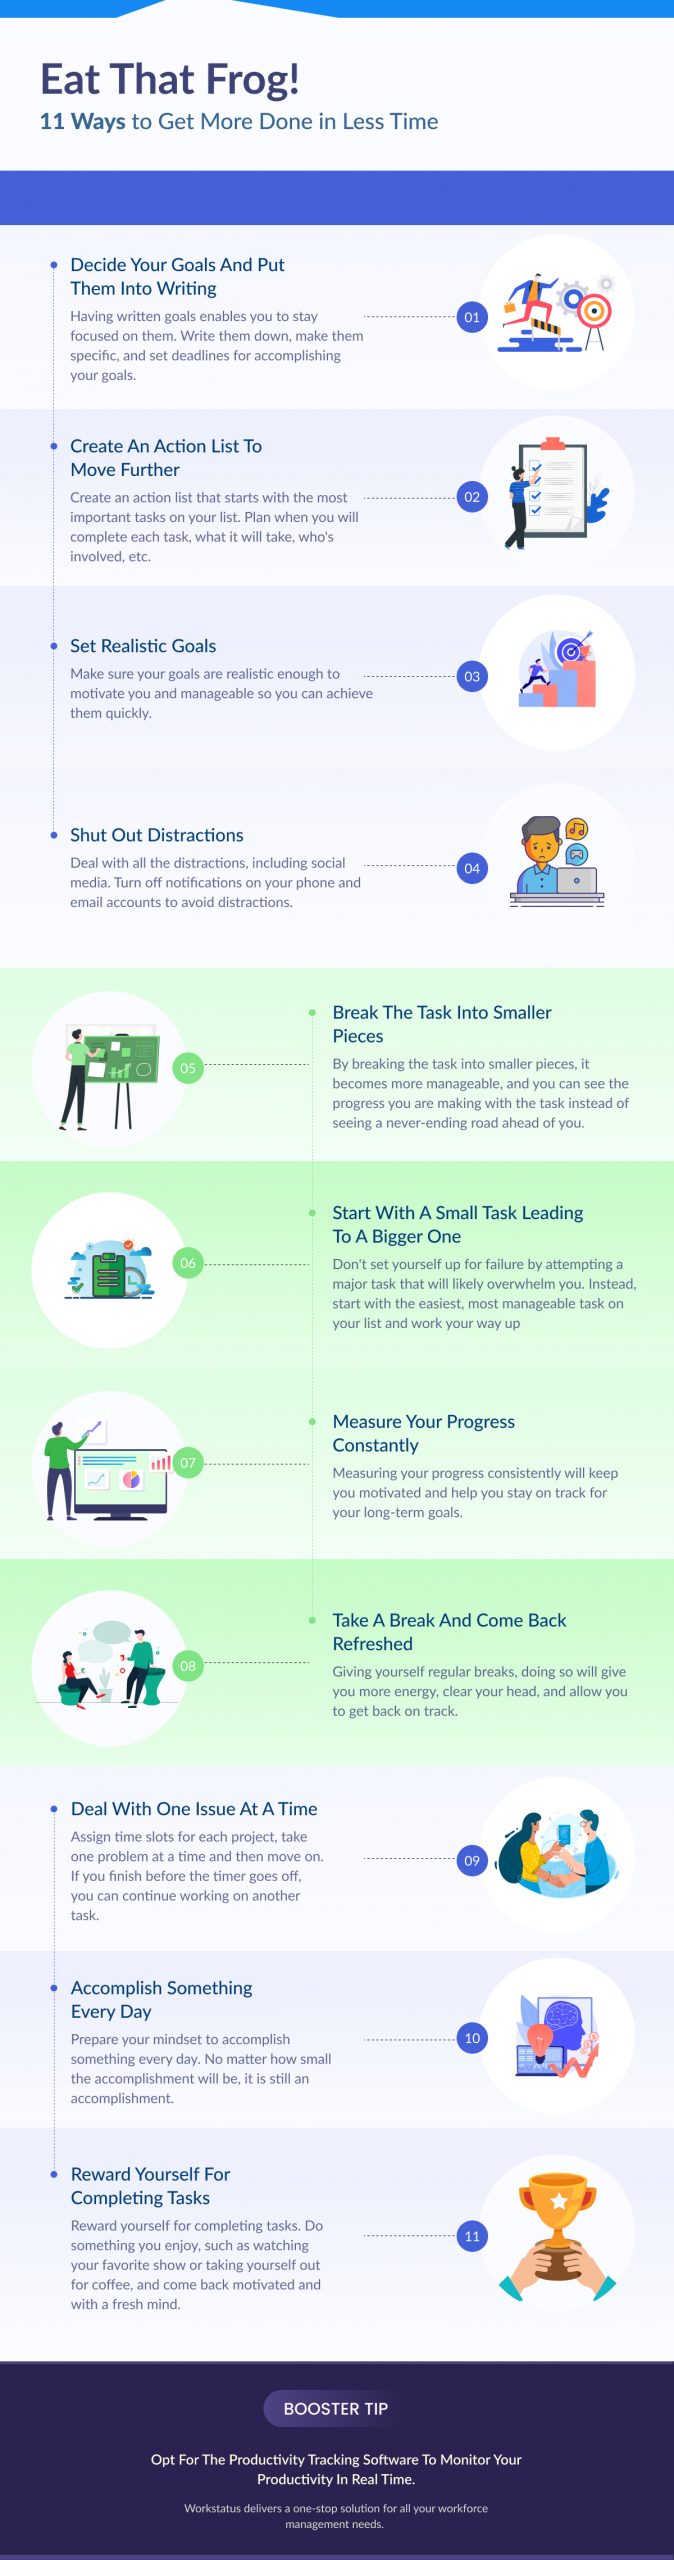 Eat That Frog!
11 Ways to Get More Done in Less Time
Decide Your Goals And Put
Them Into Writing
Having written goals enables you to stay
focused on them. Write them down, make them
specific, and set deadlines for accomplishing
your goals.
01
Create An Action List To
Move Further
Create an action list that starts with the most
important tasks on your list. Plan when you will
complete each task, what it will take, who's
involved, etc.
02
Set Realistic Goals
Make sure your goals are realistic enough to
motivate you and manageable so you can achieve
them quickly.
03
Shut Out Distractions
Deal with all the distractions, including social
media. Turn off notifications on your phone and
email accounts to avoid distractions.
04
05
Break The Task Into Smaller
Pieces
By breaking the task into smaller pieces, it
becomes more manageable, and you can see the
progress you are making with the task instead of
seeing a never-ending road ahead of you.
06
Start With A Small Task Leading
To A Bigger One
Don't set yourself up for failure by attempting a
major task that will likely overwhelm you. Instead,
start with the easiest, most manageable task on
your list and work your way up
07
Measure Your Progress
Constantly
Measuring your progress consistently will keep
you motivated and help you stay on track for
your long-term goals.
08
Take A Break And Come Back
Refreshed
Giving yourself regular breaks, doing so will give
you more energy, clear your head, and allow you
to get back on track.
Deal With One Issue At A Time
Assign time slots for each project, take
one problem at a time and then move on.
If you finish before the timer goes off,
you can continue working on another
task.
09
Accomplish Something
Every Day
Prepare your mindset to accomplish
something every day. No matter how small
the accomplishment will be, it is still an
accomplishment.
10
Reward Yourself For
Completing Tasks
Reward yourself for completing tasks. Do
something you enjoy, such as watching
your favorite show or taking yourself out
for coffee, and come back motivated and
with a fresh mind.
11
BOOSTER TIP
Opt For The Productivity Tracking Software To Monitor Your
Productivity In Real Time.
Workstatus delivers a one-stop solution for all your workforce
management needs.